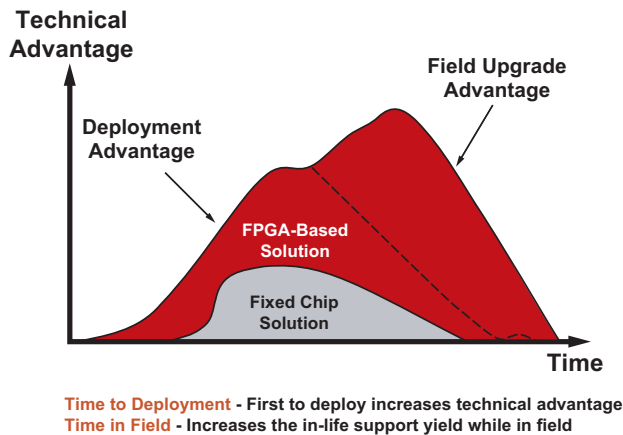 Technical
Advantage
Field Upgrade
Advantage
Deployment
Advantage
FPGA-Based
Solution
Fixed Chip
Solution
Time
Time to Deployment - First to deploy increases technical advantage
Time in Field - Increases the in-life support yield while in field